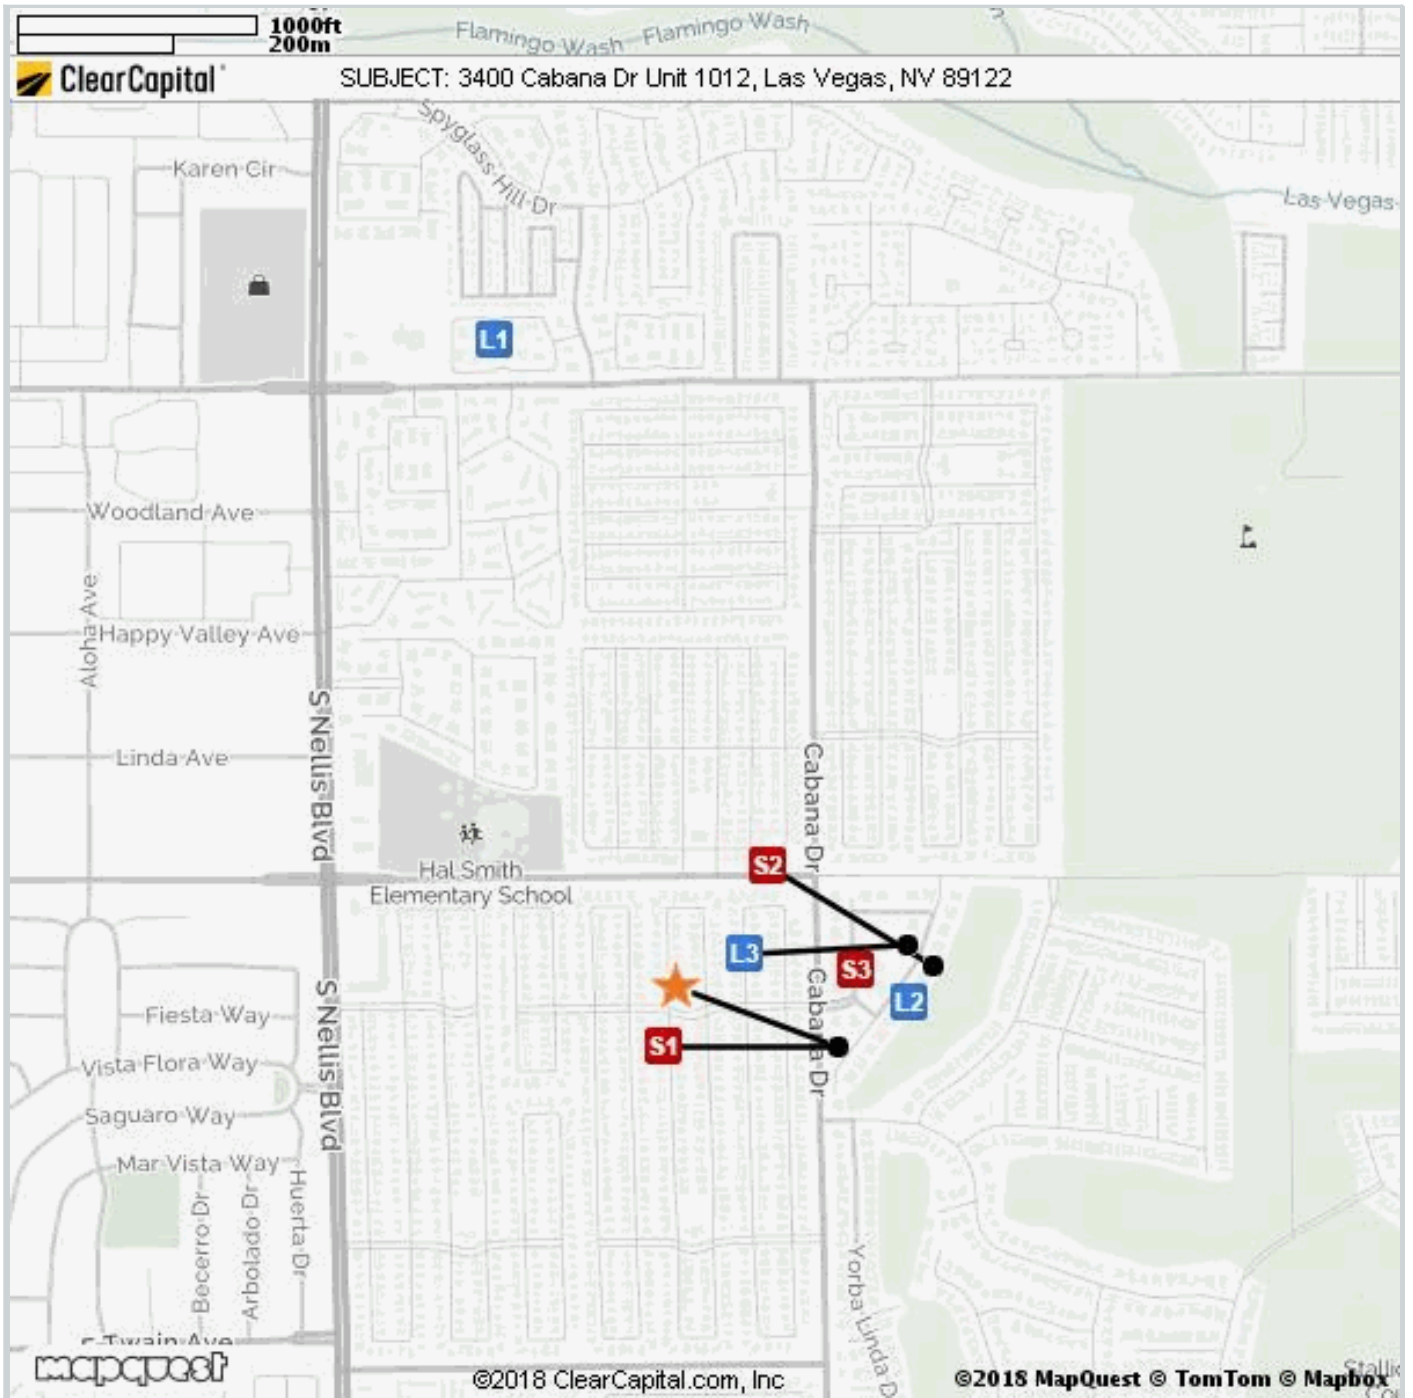 1000ft
200m
Flamingo Wash
Flamingo Wash
ClearCapital
SUBJECT: 3400 Cabana Dr Unit 1012, Las Vegas, NV 89122
Spyglass Hill Dr
Karen Cir
Las Vegas
L1
Woodland Ave
Aloha Ave
Happy Valley Ave
S Nellis Blvd
Linda Ave
Cabana Dr
Hal Smith
Elementary School
S2
L3
S3
L2
S1
Cabana Dr
S Nellis Blvd
Fiesta Way
Vista Flora Way
Saguaro Way
Mar Vista Way
Becerro Dr
Arbolado Dr
Huerta Dr
Yorba Linda D
E Twain Ave
mapquest
©2018 ClearCapital.com, Inc
©2018 MapQuest © TomTom © Mapbox